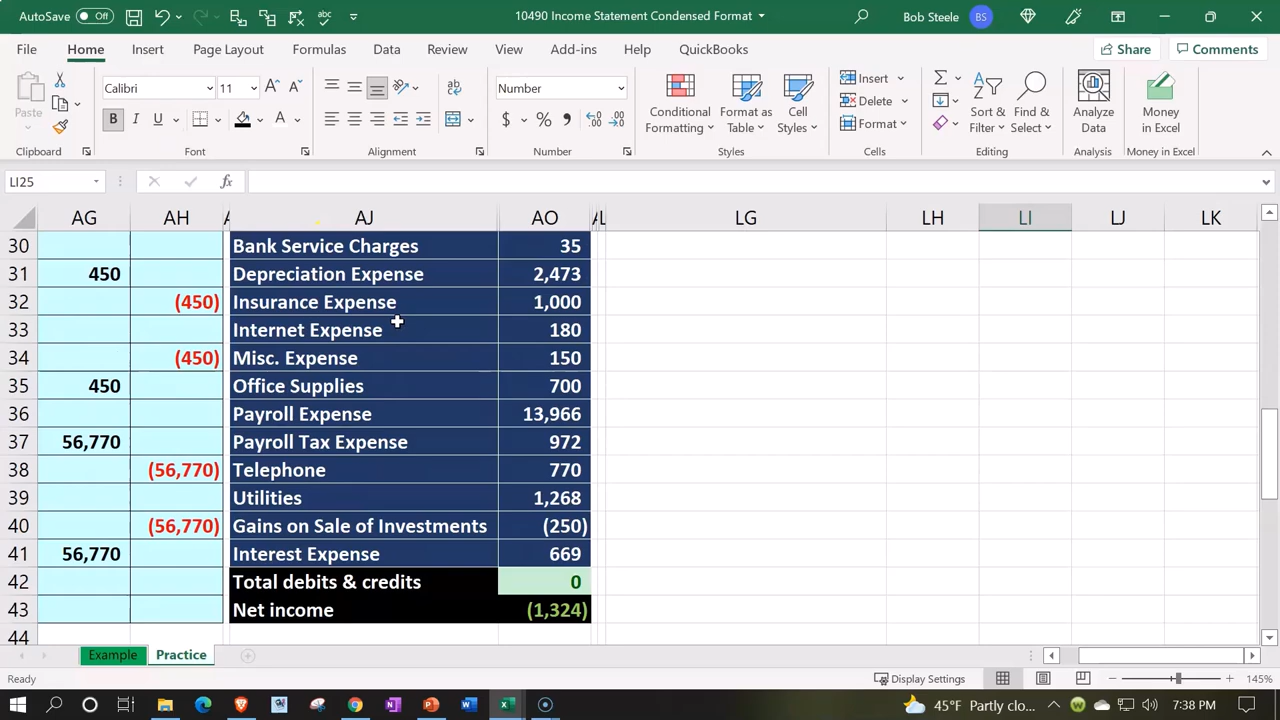 AutoSave Off 10490 Income Statement Condensed Format Bob Steele BS
File Home Insert Page Layout Formulas Data Review View Add-ins Help QuickBooks Share Comments
Paste
Calibri 11
B I U
Number
$ %
Conditional Formatting
Format as Table
Cell Styles
Insert
Delete
Format
Sort & Filter
Find & Select
Analyze Data
Money in Excel
Clipboard Font Alignment Number Styles Cells Editing Analysis Money in Excel
LI25 fx
AG AH A AJ AO A L LG LH LI LJ LK
30 Bank Service Charges 35
31 450 Depreciation Expense 2,473
32 (450) Insurance Expense 1,000
33 Internet Expense 180
34 (450) Misc. Expense 150
35 450 Office Supplies 700
36 Payroll Expense 13,966
37 56,770 Payroll Tax Expense 972
38 (56,770) Telephone 770
39 Utilities 1,268
40 (56,770) Gains on Sale of Investments (250)
41 56,770 Interest Expense 669
42 Total debits & credits 0
43 Net income (1,324)
44
Example Practice
Ready Display Settings 145%
45°F Partly clo... 7:38 PM